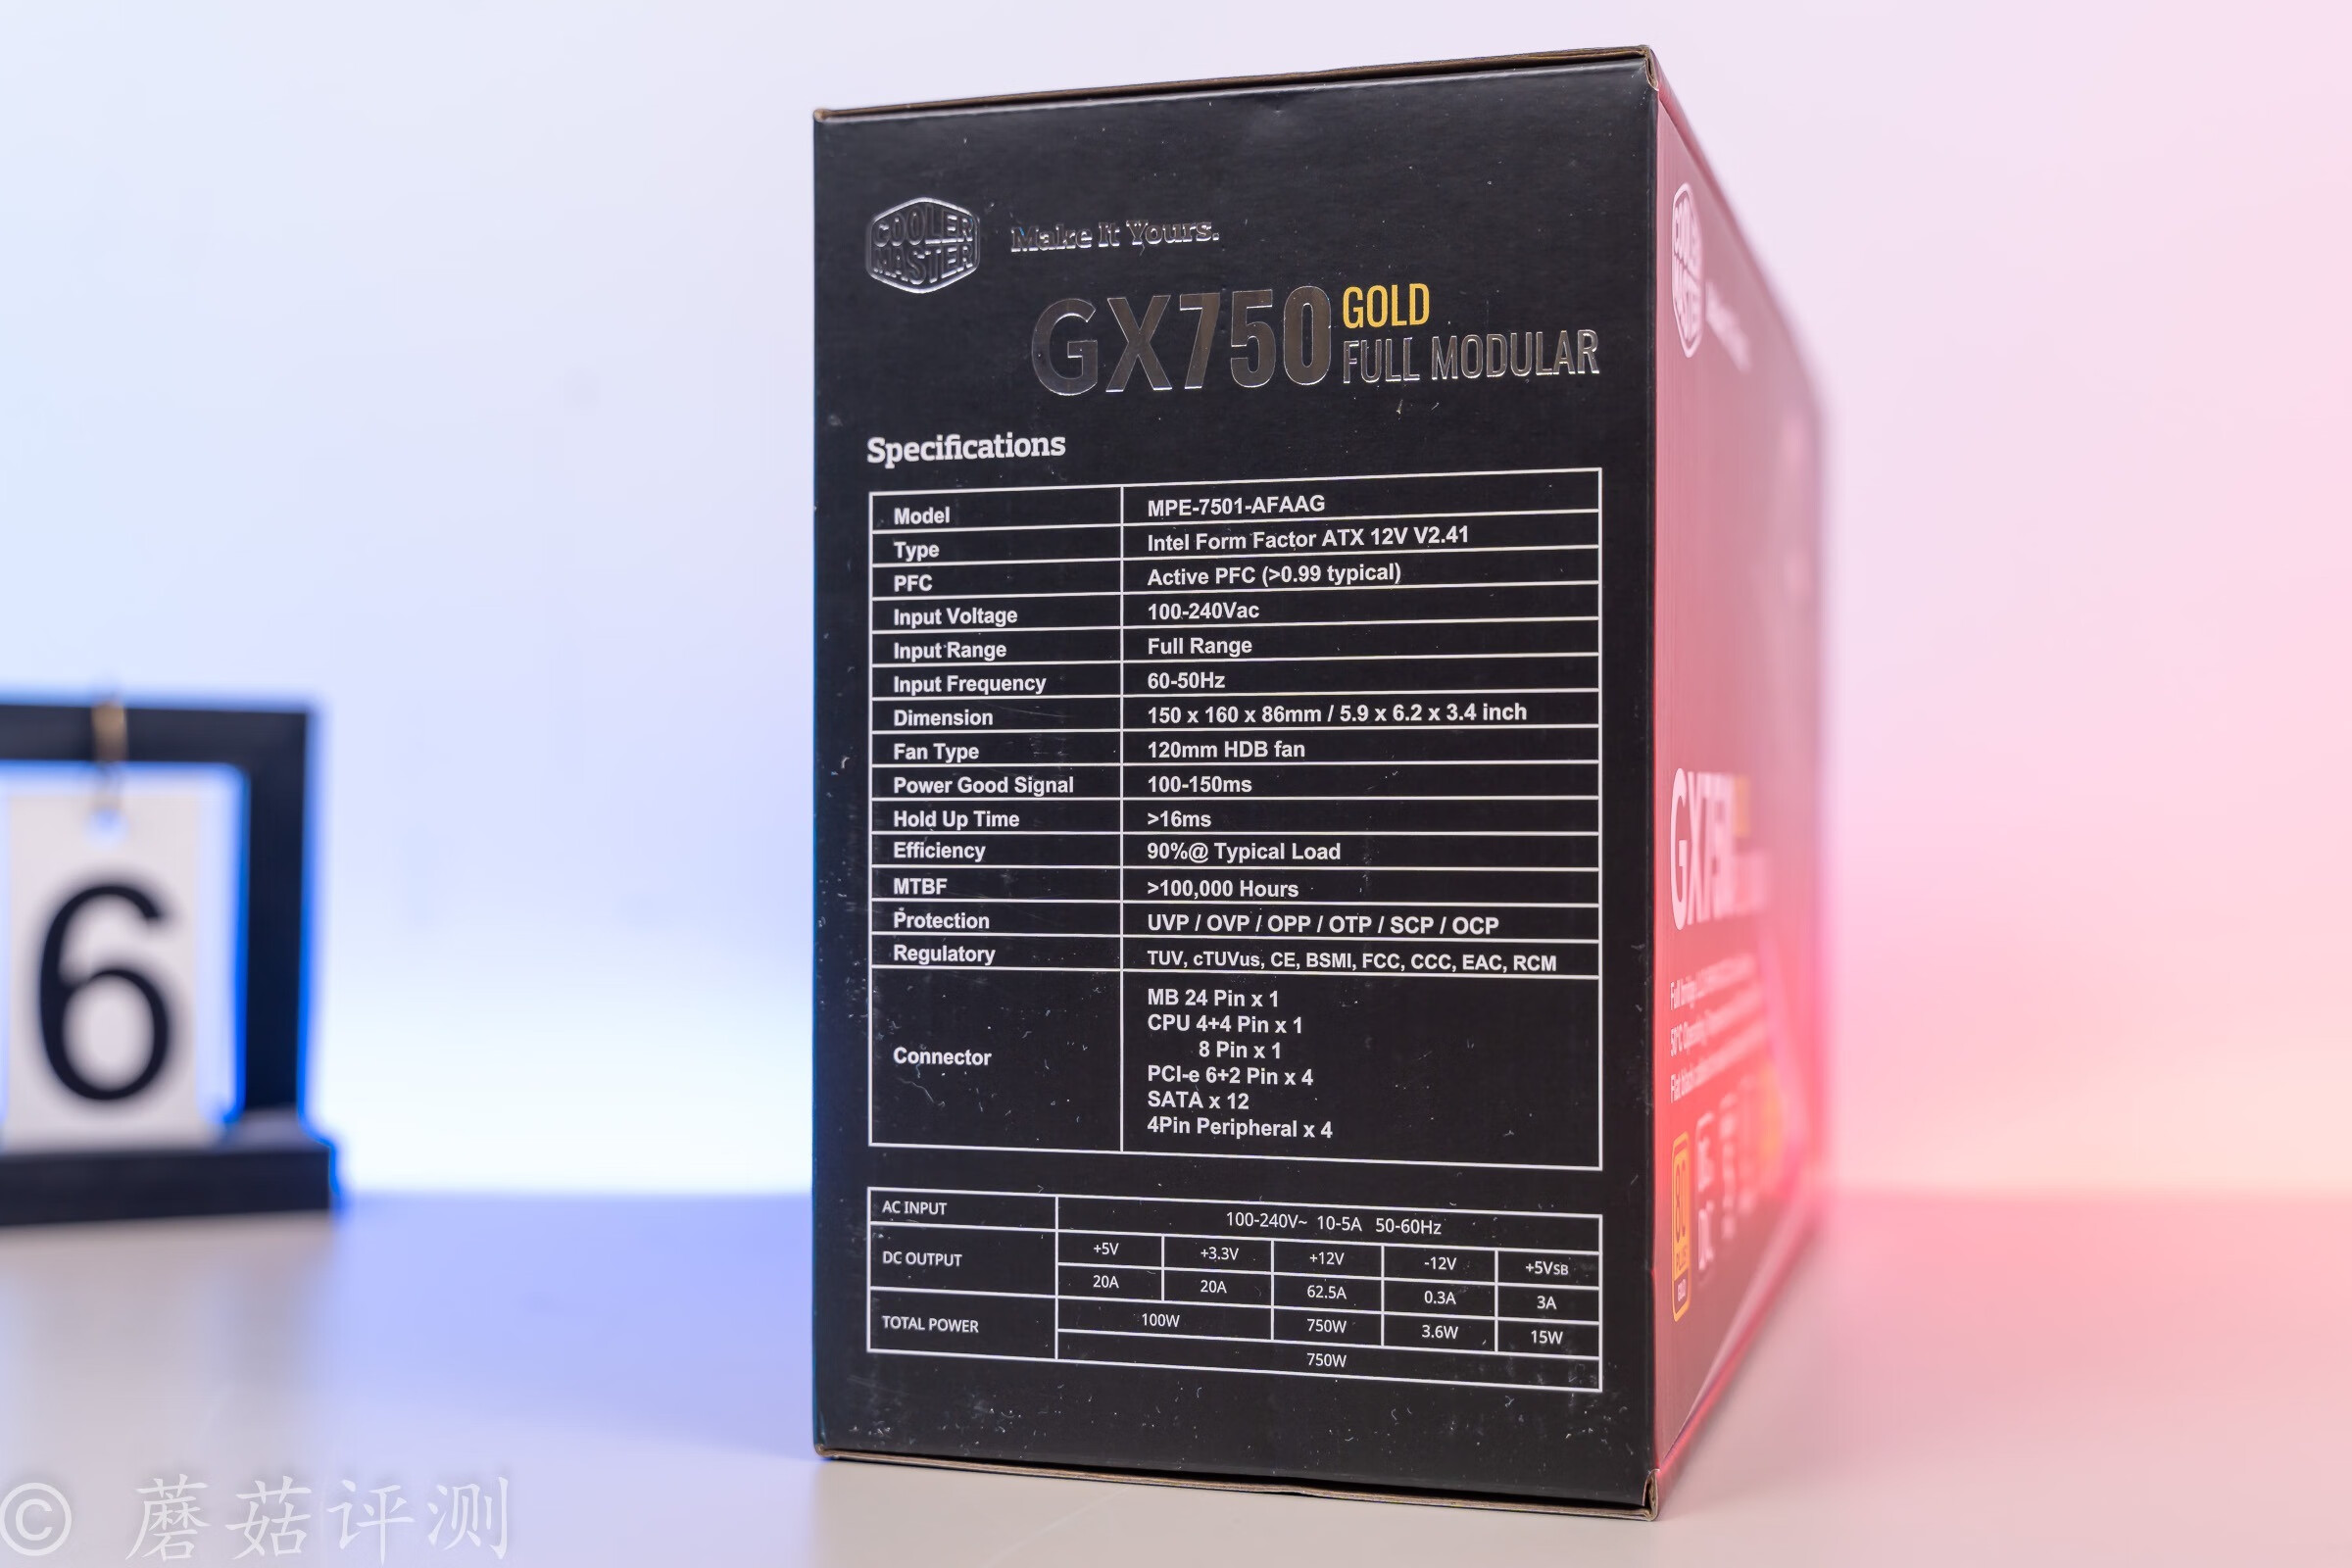 COOLER
MASTER
Make It Yours.
GX750 GOLD
FULL MODULAR
Specifications
Model MPE-7501-AFAAG
Type Intel Form Factor ATX 12V V2.41
PFC Active PFC (>0.99 typical)
Input Voltage 100-240Vac
Input Range Full Range
Input Frequency 60-50Hz
Dimension 150 x 160 x 86mm / 5.9 x 6.2 x 3.4 inch
Fan Type 120mm HDB fan
Power Good Signal 100-150ms
Hold Up Time >16ms
Efficiency 90%@ Typical Load
MTBF >100,000 Hours
Protection UVP / OVP / OPP / OTP / SCP / OCP
Regulatory TUV, cTUVus, CE, BSMI, FCC, CCC, EAC, RCM
Connector
MB 24 Pin x 1
CPU 4+4 Pin x 1
8 Pin x 1
PCI-e 6+2 Pin x 4
SATA x 12
4Pin Peripheral x 4
AC INPUT 100-240V~ 10-5A 50-60Hz
DC OUTPUT
+5V +3.3V +12V -12V +5VSB
20A 20A 62.5A 0.3A 3A
TOTAL POWER
100W 750W 3.6W 15W
750W
COOLER
MASTER
GX750
6
© 蘑菇评测